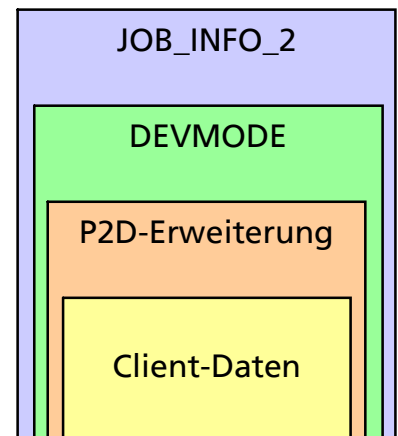 JOB_INFO_2
DEVMODE
P2D-Erweiterung
Client-Daten